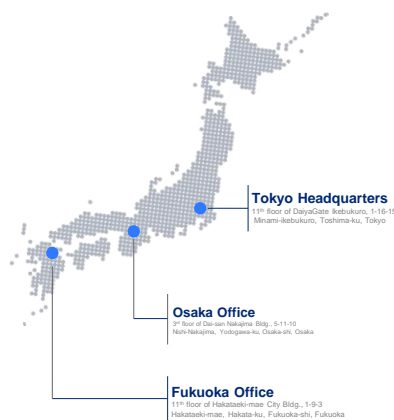 Tokyo Headquarters
11th floor of DaiyaGate Ikebukuro, 1-16-15
Minami-ikebukuro, Toshima-ku, Tokyo
Osaka Office
3rd floor of Dai-san Nakajima Bldg., 5-11-10
Nishi-Nakajima, Yodogawa-ku, Osaka-shi, Osaka
Fukuoka Office
11th floor of Hakataeki-mae City Bldg., 1-9-3
Hakataeki-mae, Hakata-ku, Fukuoka-shi, Fukuoka